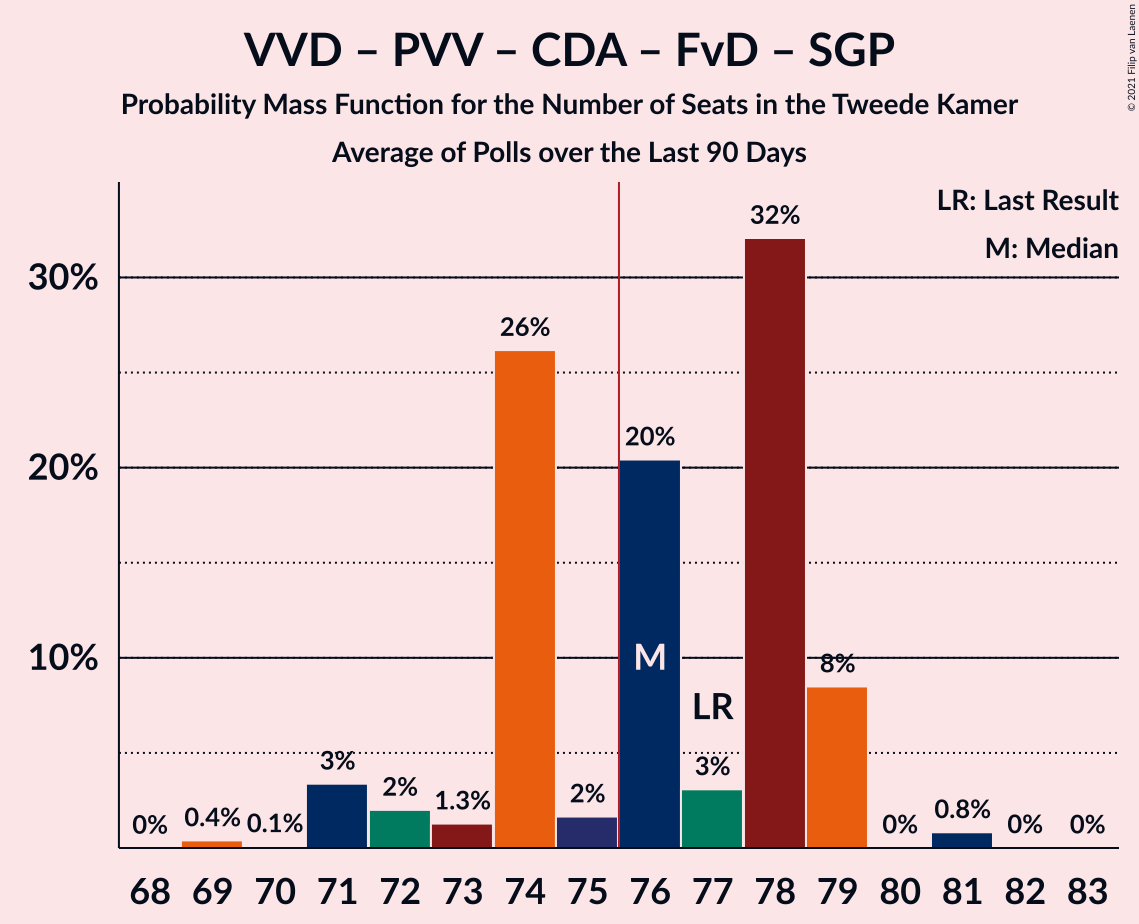 VVD – PVV – CDA – FvD – SGP
Probability Mass Function for the Number of Seats in the Tweede Kamer
Average of Polls over the Last 90 Days
© 2021 Filip van Laenen
LR: Last Result
M: Median
30%
20%
10%
0%
0.4%
0.1%
3%
2%
1.3%
26%
2%
20%
3%
32%
8%
0%
0.8%
0%
0%
M
LR
68 69 70 71 72 73 74 75 76 77 78 79 80 81 82 83